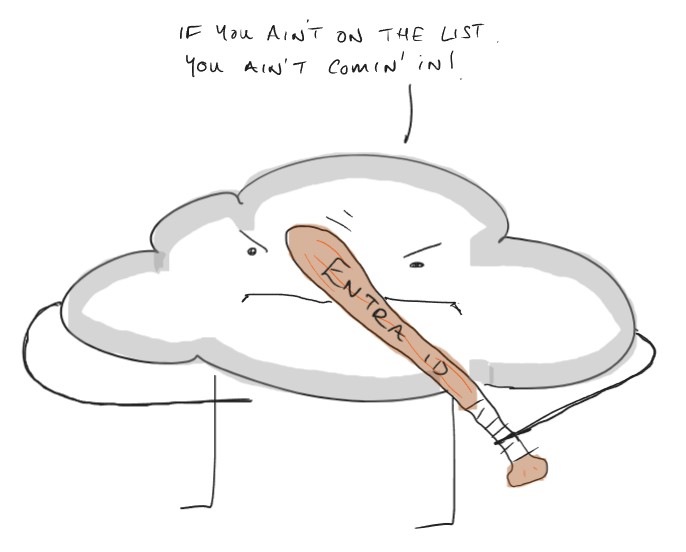 IF YOU AIN'T ON THE LIST.
YOU AIN'T COMIN' IN!
ENTRA ID